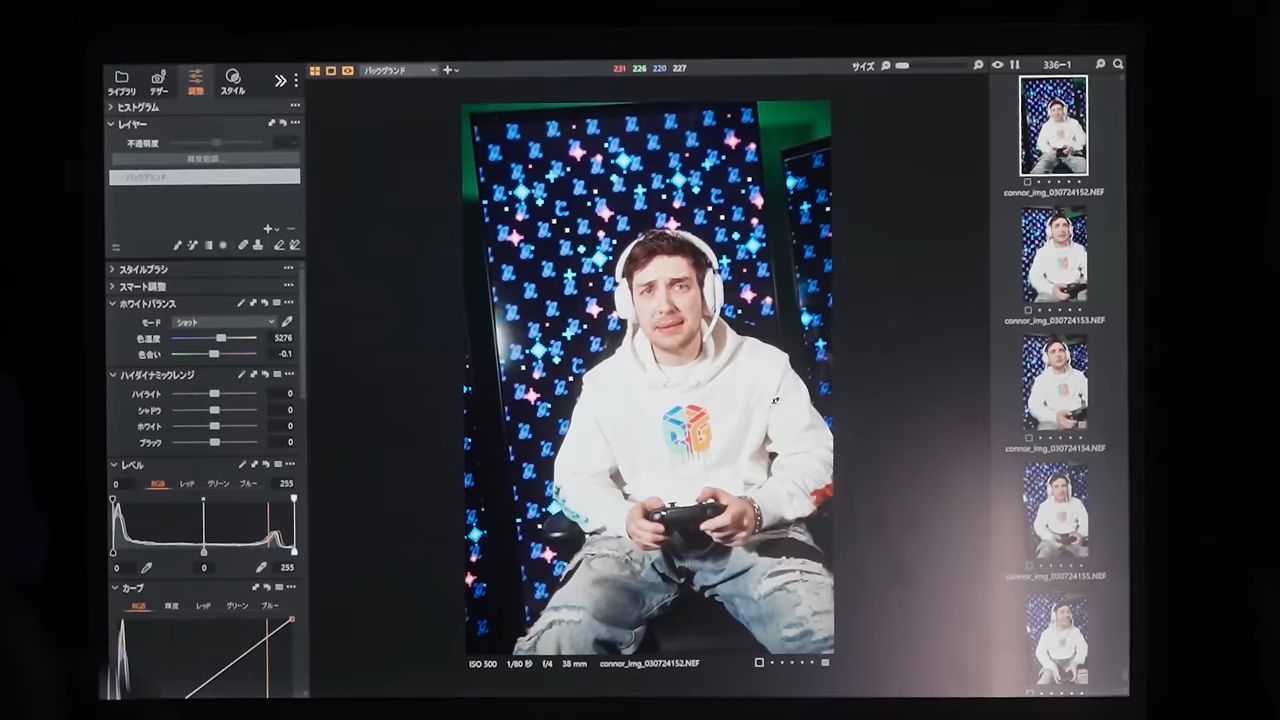 ライブラリ テザー 調整 スタイル
バックグランド
231 226 220 227
サイズ
336-1
ヒストグラム
レイヤー
不透明度
バックグランド
スタイルブラシ
スマート調整
ホワイトバランス
モード ショット
色温度 5276
色合い -0.1
ハイダイナミックレンジ
ハイライト 0
シャドウ 0
ホワイト 0
ブラック 0
レベル
0 RGB レッド グリーン ブルー 255
0 0 255
カーブ
RGB 輝度 レッド グリーン ブルー
ISO 500 1/80 秒 f/4 38 mm connor_img_030724152.NEF
connor_img_030724152.NEF
connor_img_030724153.NEF
connor_img_030724154.NEF
connor_img_030724155.NEF